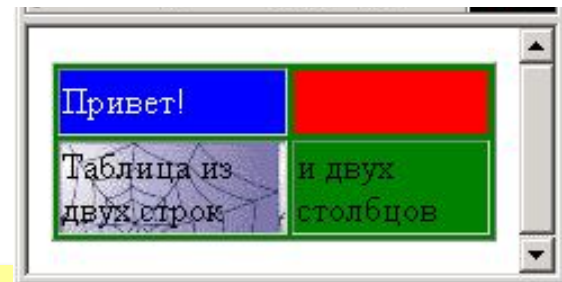 Привет!
Таблица из
двух строк
и двух
столбцов